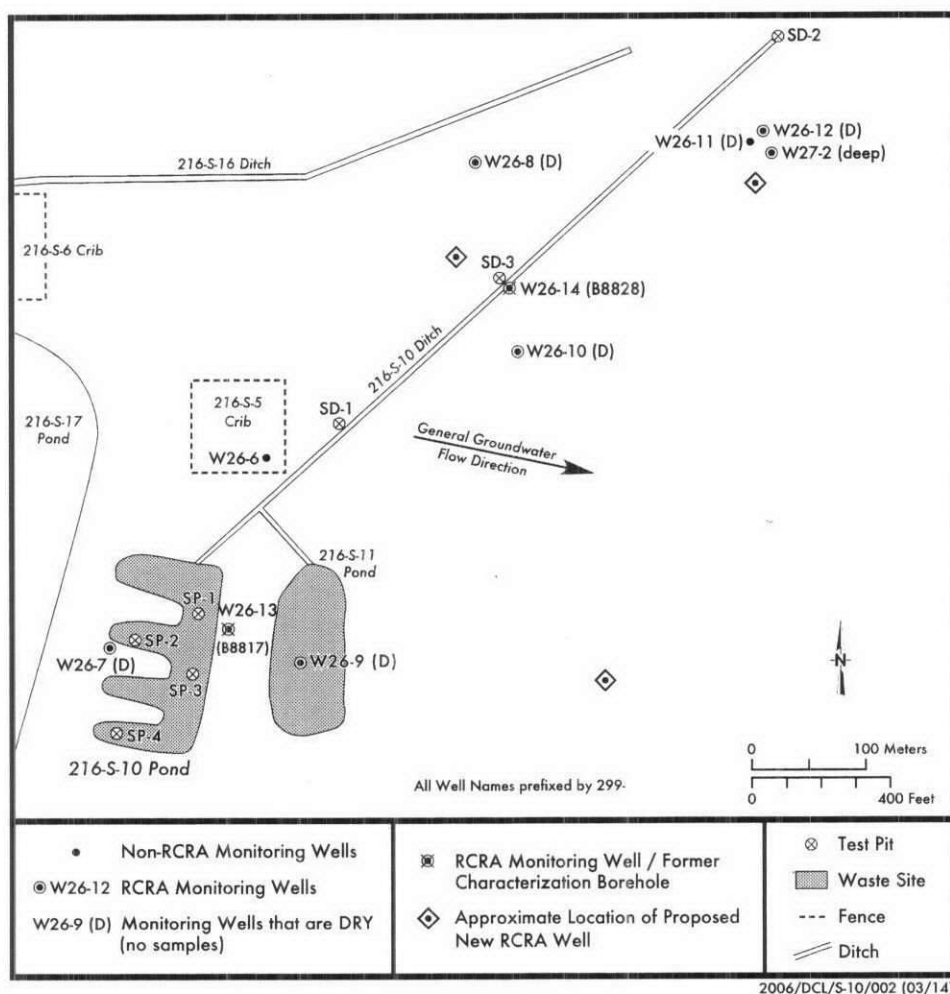 SD-2
W26-12 (D)
W26-11 (D)
W27-2 (deep)
W26-8 (D)
216-S-16 Ditch
216-S-6 Crib
SD-3
W26-14 (B8828)
W26-10 (D)
216-S-10 Ditch
216-S-5
Crib
SD-1
216-S-17
Pond
W26-6
General Groundwater
Flow Direction
216-S-11
Pond
SP-1
W26-13
(B8817)
SP-2
W26-7 (D)
W26-9 (D)
SP-3
SP-4
216-S-10 Pond
N
0 100 Meters
0 400 Feet
All Well Names prefixed by 299-
Non-RCRA Monitoring Wells
W26-12 RCRA Monitoring Wells
W26-9 (D) Monitoring Wells that are DRY
(no samples)
RCRA Monitoring Well / Former
Characterization Borehole
Approximate Location of Proposed
New RCRA Well
Test Pit
Waste Site
Fence
Ditch
2006/DCL/S-10/002 (03/14